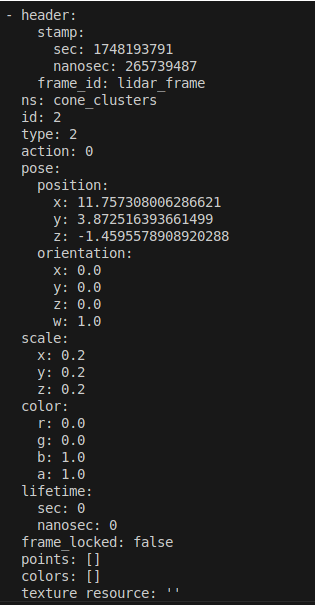 - header:
    stamp:
      sec: 1748193791
      nanosec: 265739487
    frame_id: lidar_frame
  ns: cone_clusters
  id: 2
  type: 2
  action: 0
  pose:
    position:
      x: 11.757308006286621
      y: 3.872516393661499
      z: -1.4595578908920288
    orientation:
      x: 0.0
      y: 0.0
      z: 0.0
      w: 1.0
  scale:
    x: 0.2
    y: 0.2
    z: 0.2
  color:
    r: 0.0
    g: 0.0
    b: 1.0
    a: 1.0
  lifetime:
    sec: 0
    nanosec: 0
  frame_locked: false
  points: []
  colors: []
  texture_resource: ''